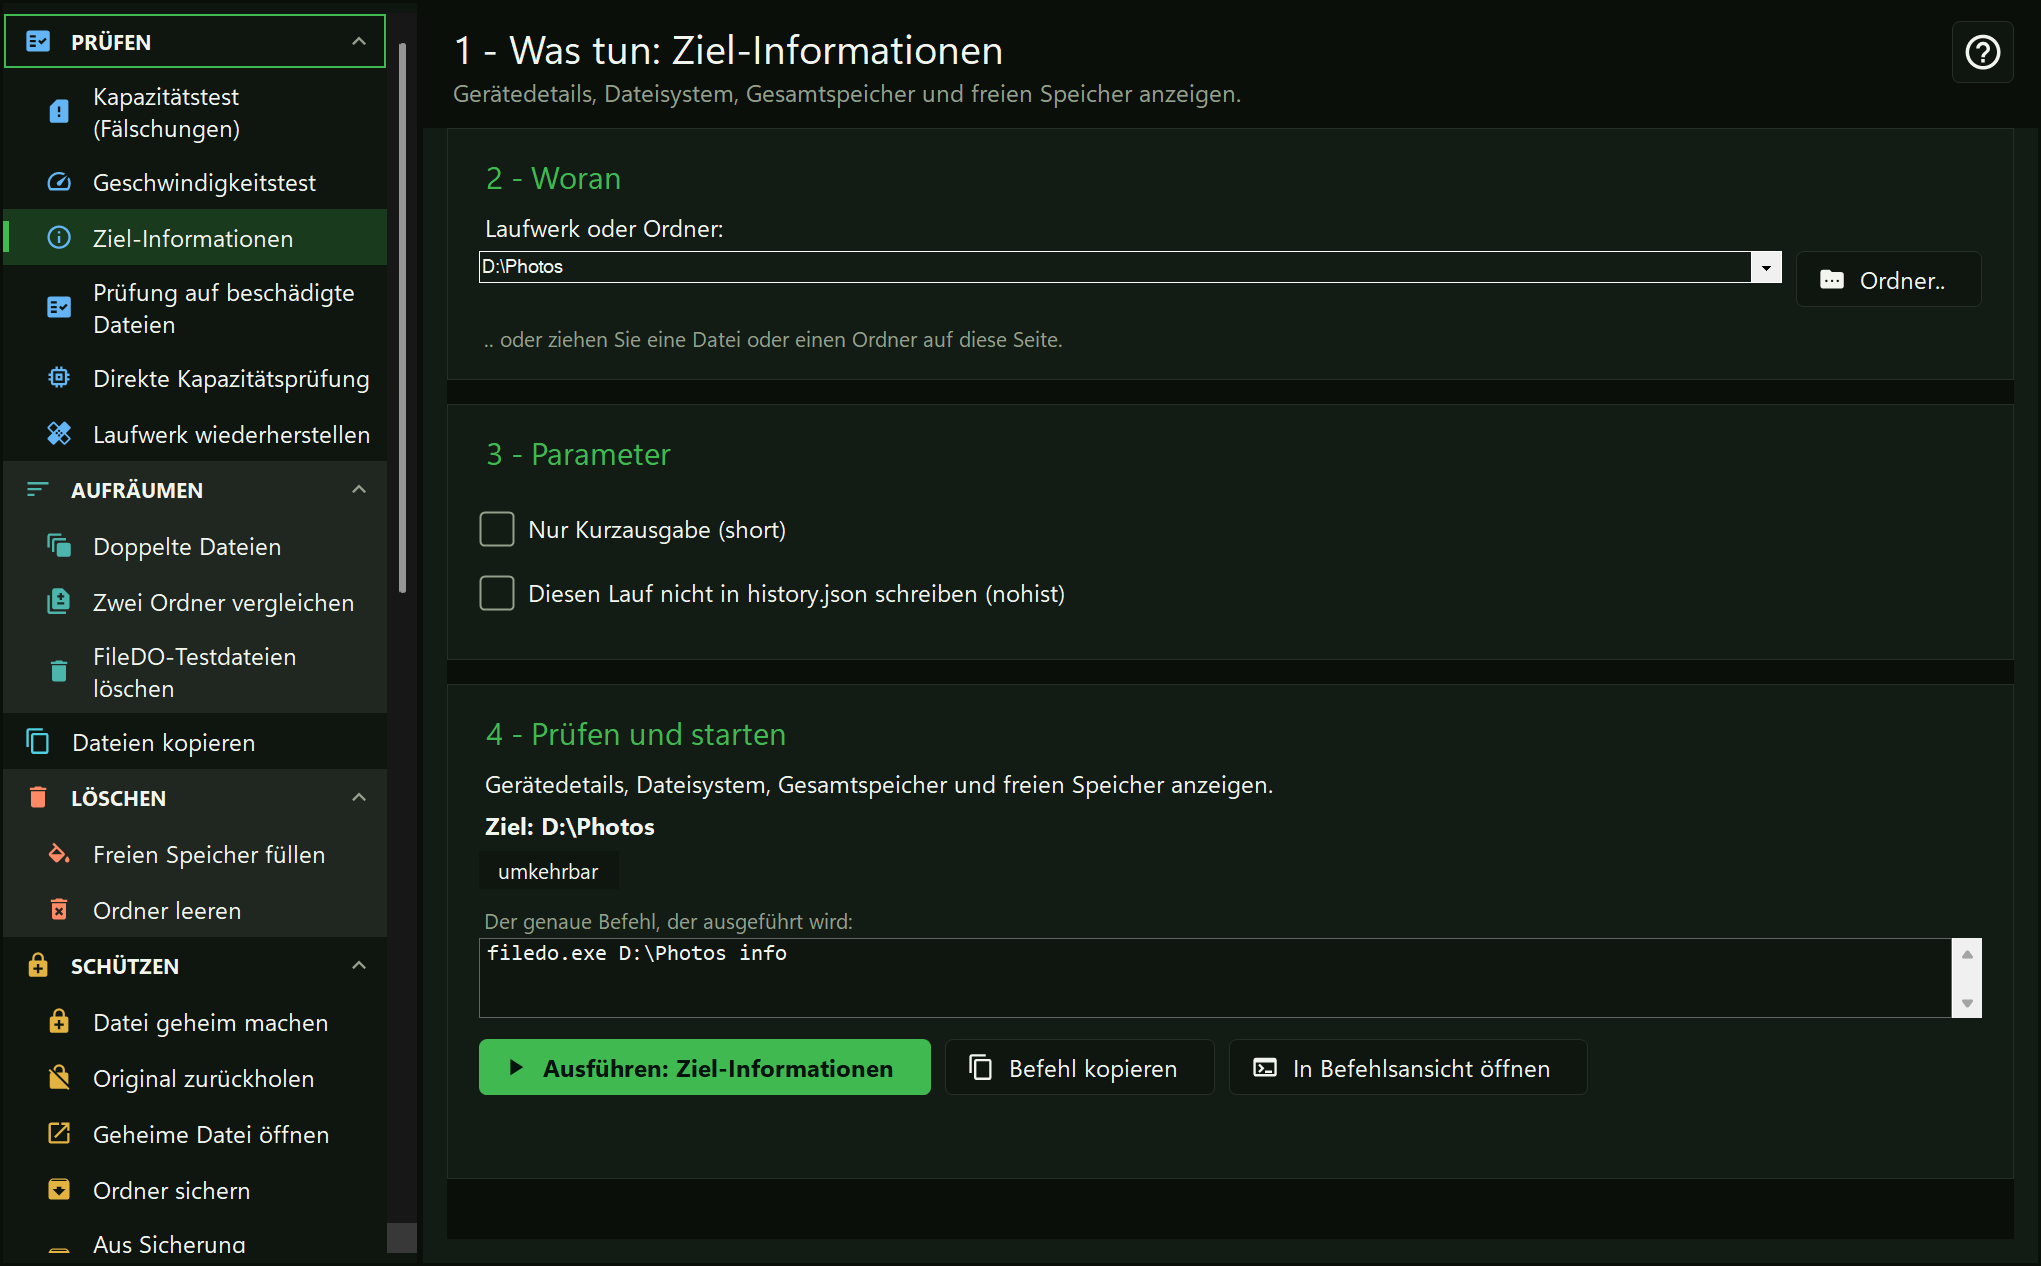 PRÜFEN
Kapazitätstest
(Fälschungen)
Geschwindigkeitstest
Ziel-Informationen
Prüfung auf beschädigte
Dateien
Direkte Kapazitätsprüfung
Laufwerk wiederherstellen
AUFRÄUMEN
Doppelte Dateien
Zwei Ordner vergleichen
FileDO-Testdateien
löschen
Dateien kopieren
LÖSCHEN
Freien Speicher füllen
Ordner leeren
SCHÜTZEN
Datei geheim machen
Original zurückholen
Geheime Datei öffnen
Ordner sichern
Aus Sicherung
1 - Was tun: Ziel-Informationen
Gerätedetails, Dateisystem, Gesamtspeicher und freien Speicher anzeigen.
2 - Woran
Laufwerk oder Ordner:
D:\Photos
Ordner..
.. oder ziehen Sie eine Datei oder einen Ordner auf diese Seite.
3 - Parameter
Nur Kurzausgabe (short)
Diesen Lauf nicht in history.json schreiben (nohist)
4 - Prüfen und starten
Gerätedetails, Dateisystem, Gesamtspeicher und freien Speicher anzeigen.
Ziel: D:\Photos
umkehrbar
Der genaue Befehl, der ausgeführt wird:
filedo.exe D:\Photos info
Ausführen: Ziel-Informationen
Befehl kopieren
In Befehlsansicht öffnen